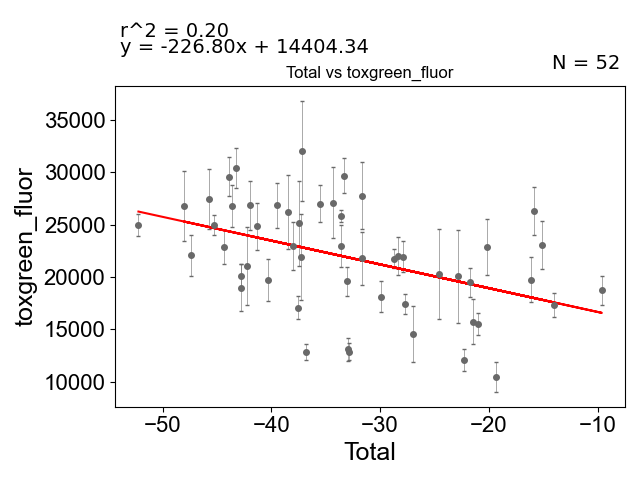 r^2 = 0.20
y = -226.80x + 14404.34
N = 52
Total vs toxgreen_fluor
35000
30000
25000
20000
15000
10000
toxgreen_fluor
−50
−40
−30
−20
−10
Total